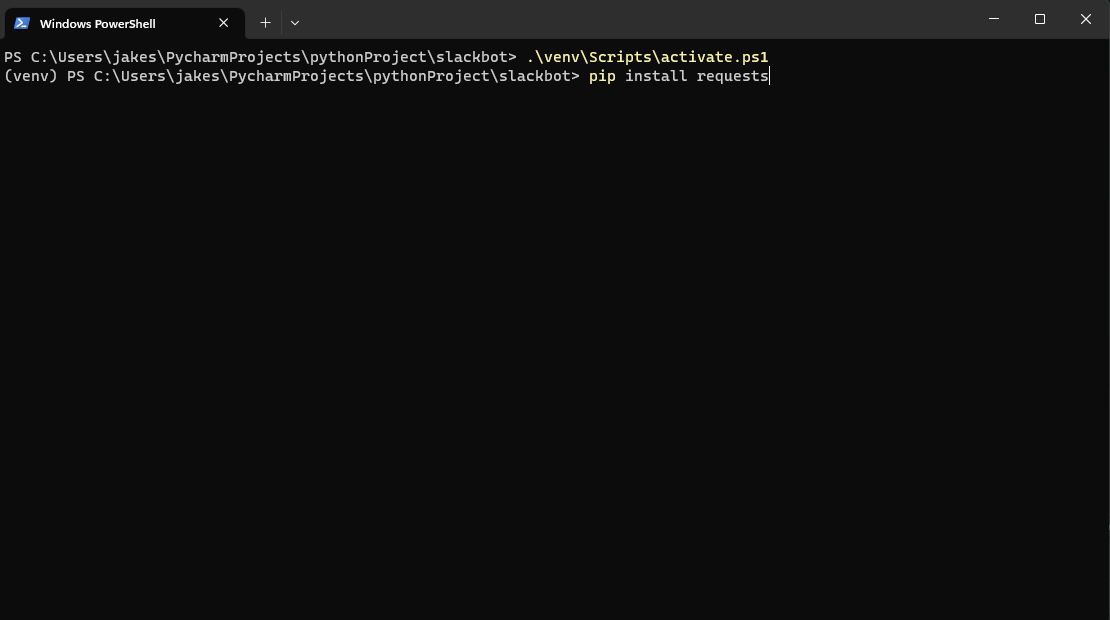 Windows PowerShell
PS C:\Users\jakes\PycharmProjects\pythonProject\slackbot> .\venv\Scripts\activate.ps1
(venv) PS C:\Users\jakes\PycharmProjects\pythonProject\slackbot> pip install requests